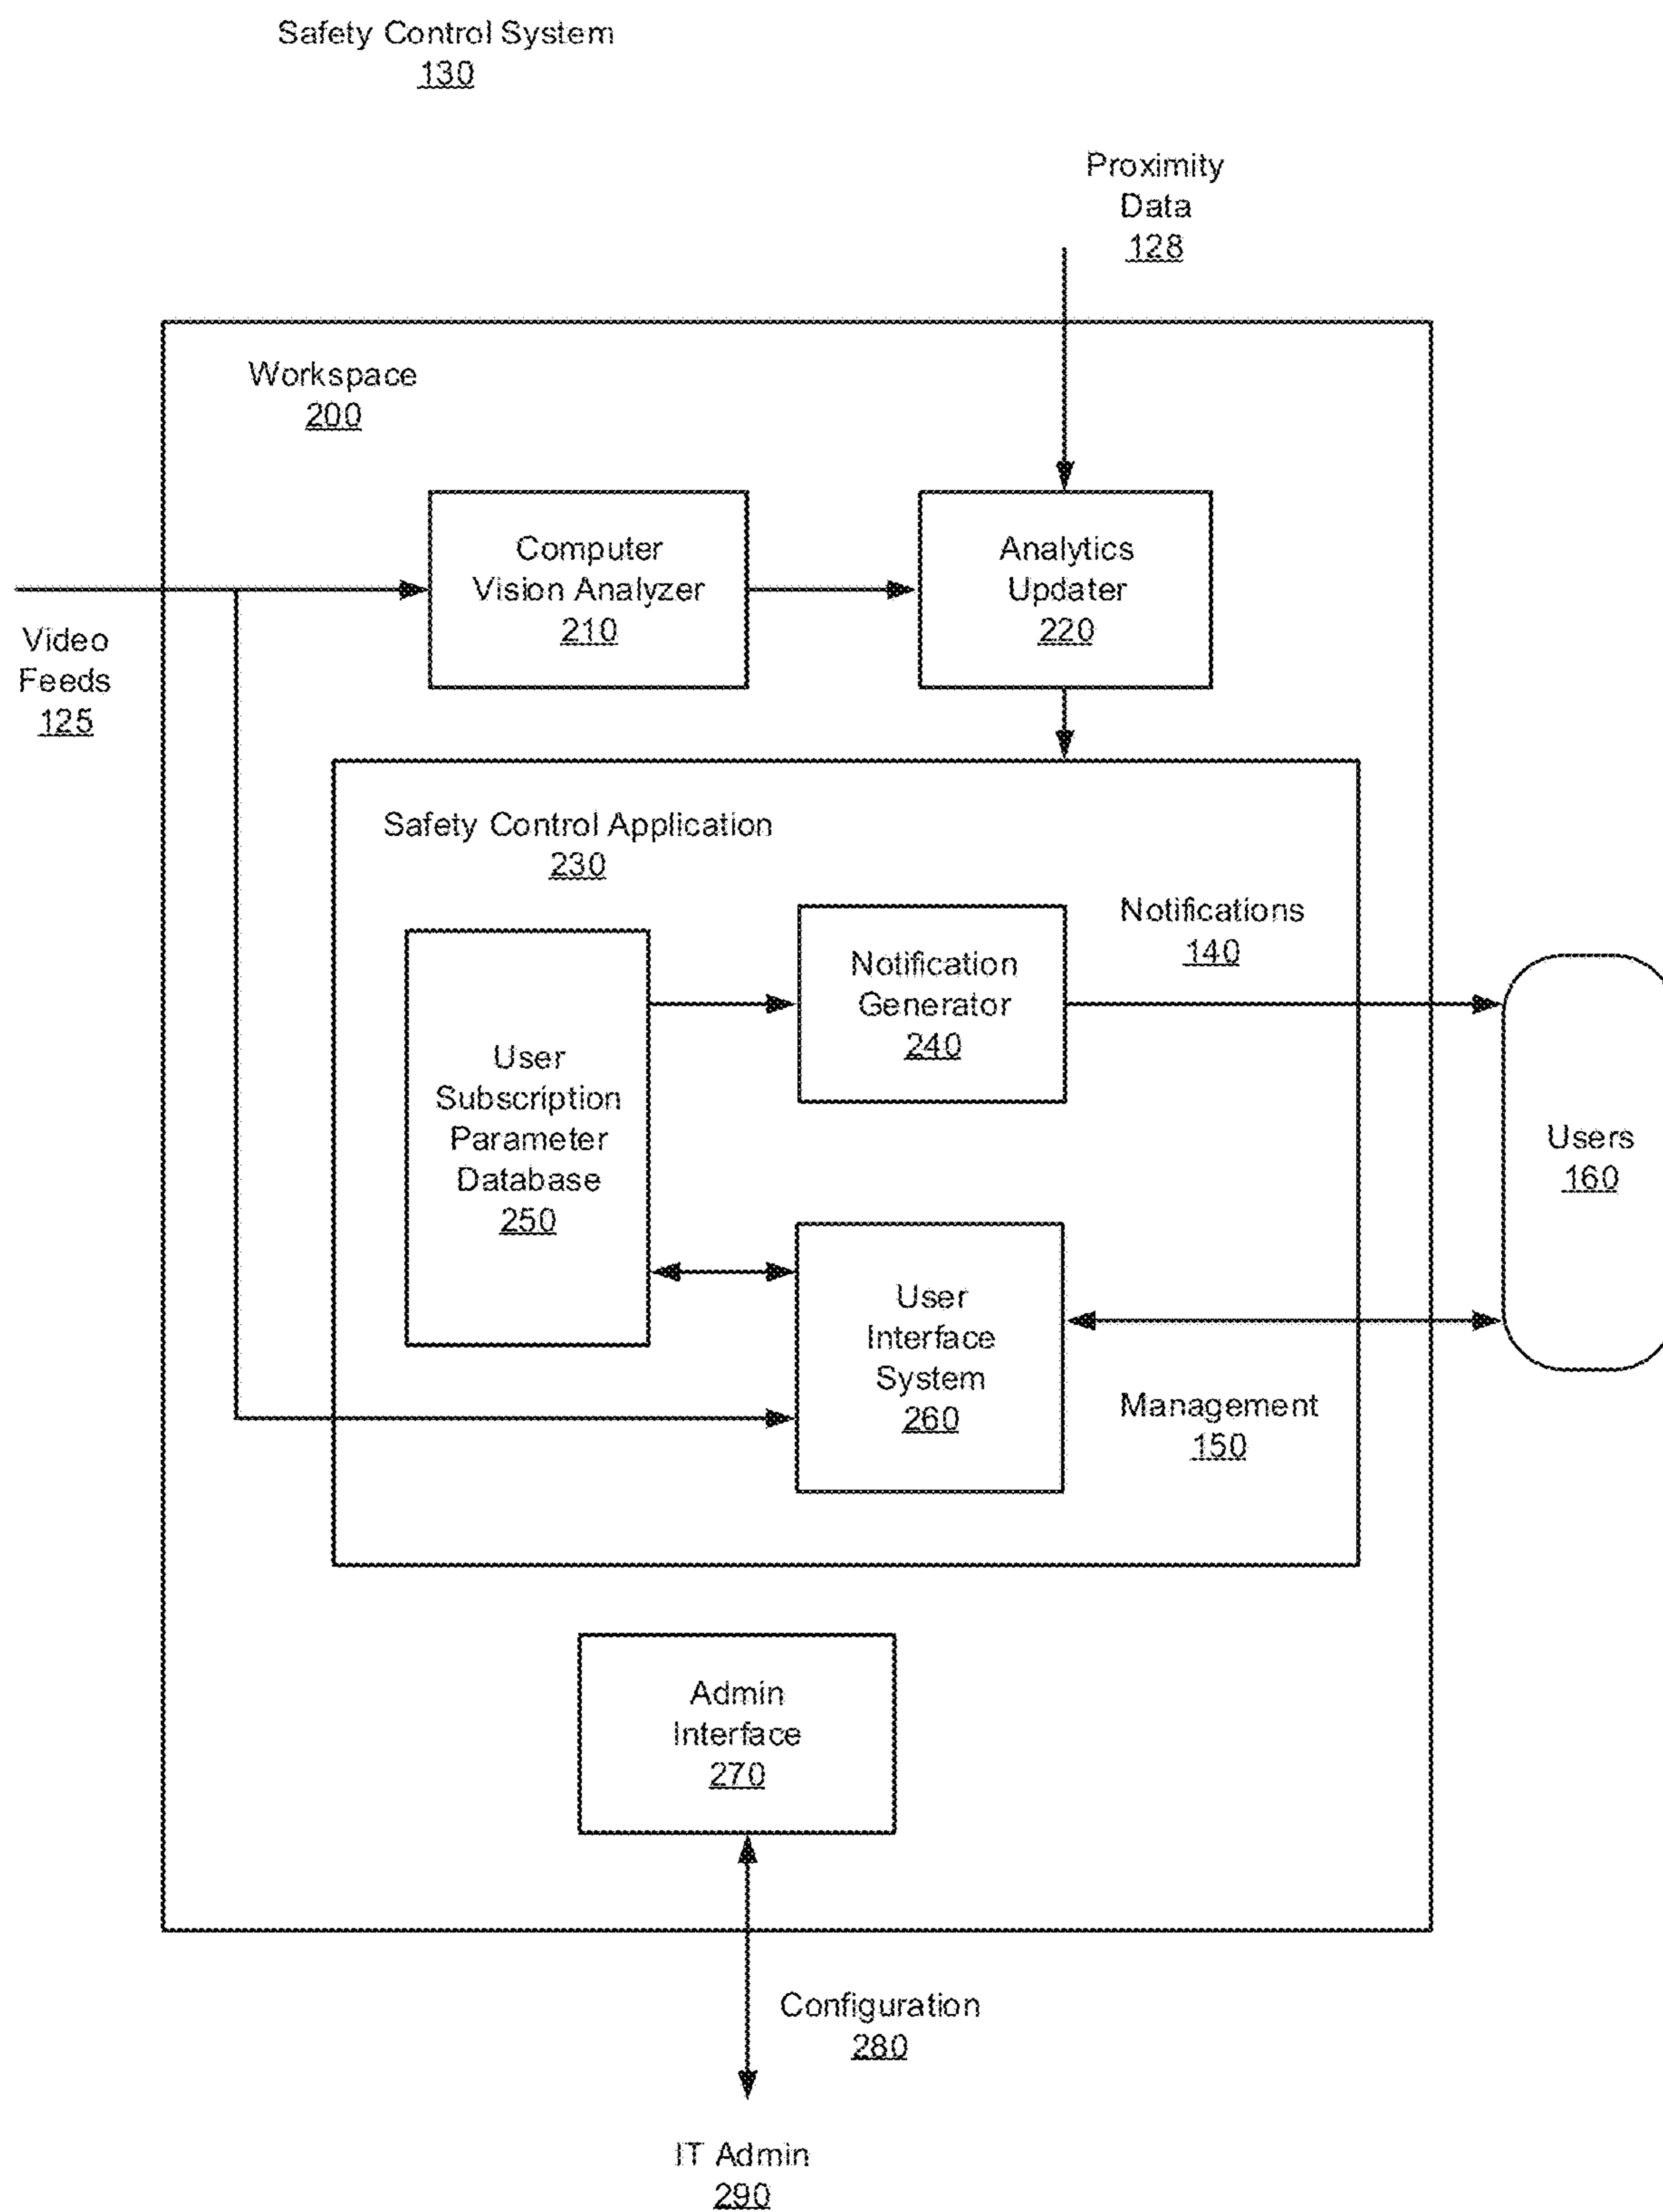 Safety Control System
130
Proximity
Data
128
Workspace
200
Computer
Vision Analyzer
210
Analytics
Updater
220
Video
Feeds
125
Safety Control Application
230
Notifications
140
Notification
Generator
240
User
Subscription
Parameter
Database
250
Users
160
User
Interface
System
260
Management
150
Admin
Interface
270
Configuration
280
IT Admin
290